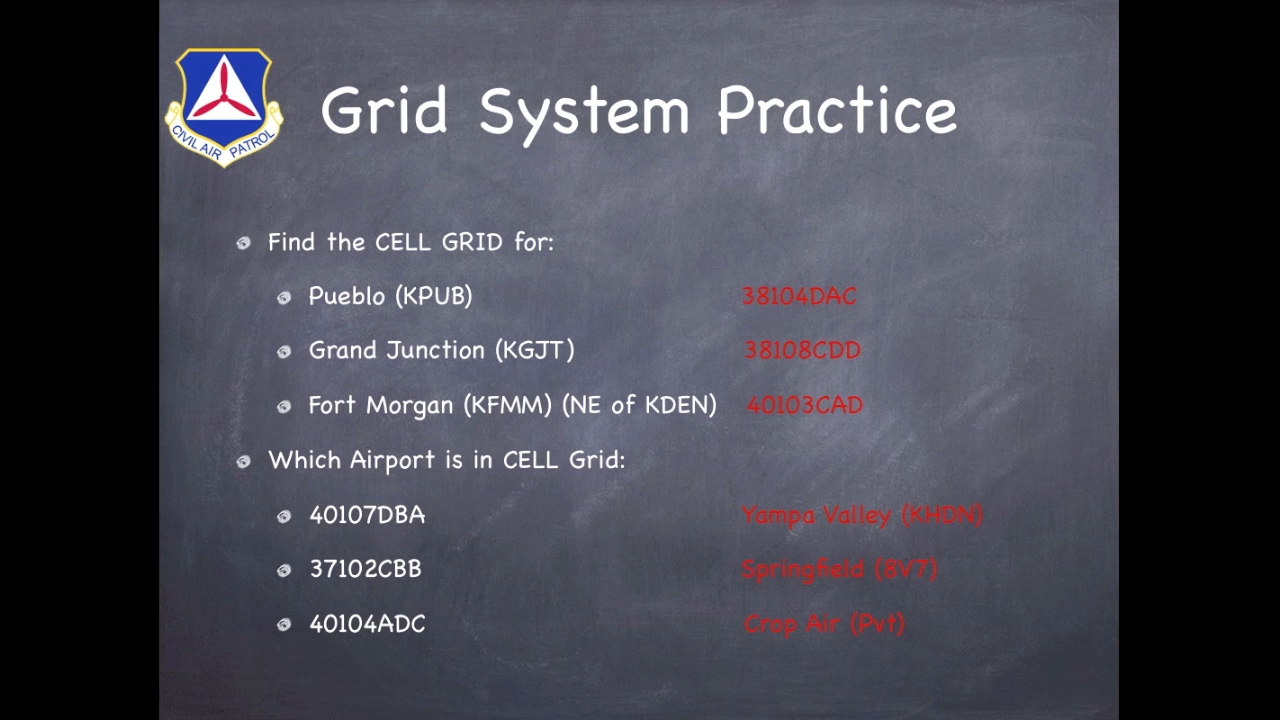 CIVIL AIR PATROL
Grid System Practice
Find the CELL GRID for:
Pueblo (KPUB) 38104DAC
Grand Junction (KGJT) 38108CDD
Fort Morgan (KFMM) (NE of KDEN) 40103CAD
Which Airport is in CELL Grid:
40107DBA Yampa Valley (KHDN)
37102CBB Springfield (8V7)
40104ADC Crop Air (Pvt)